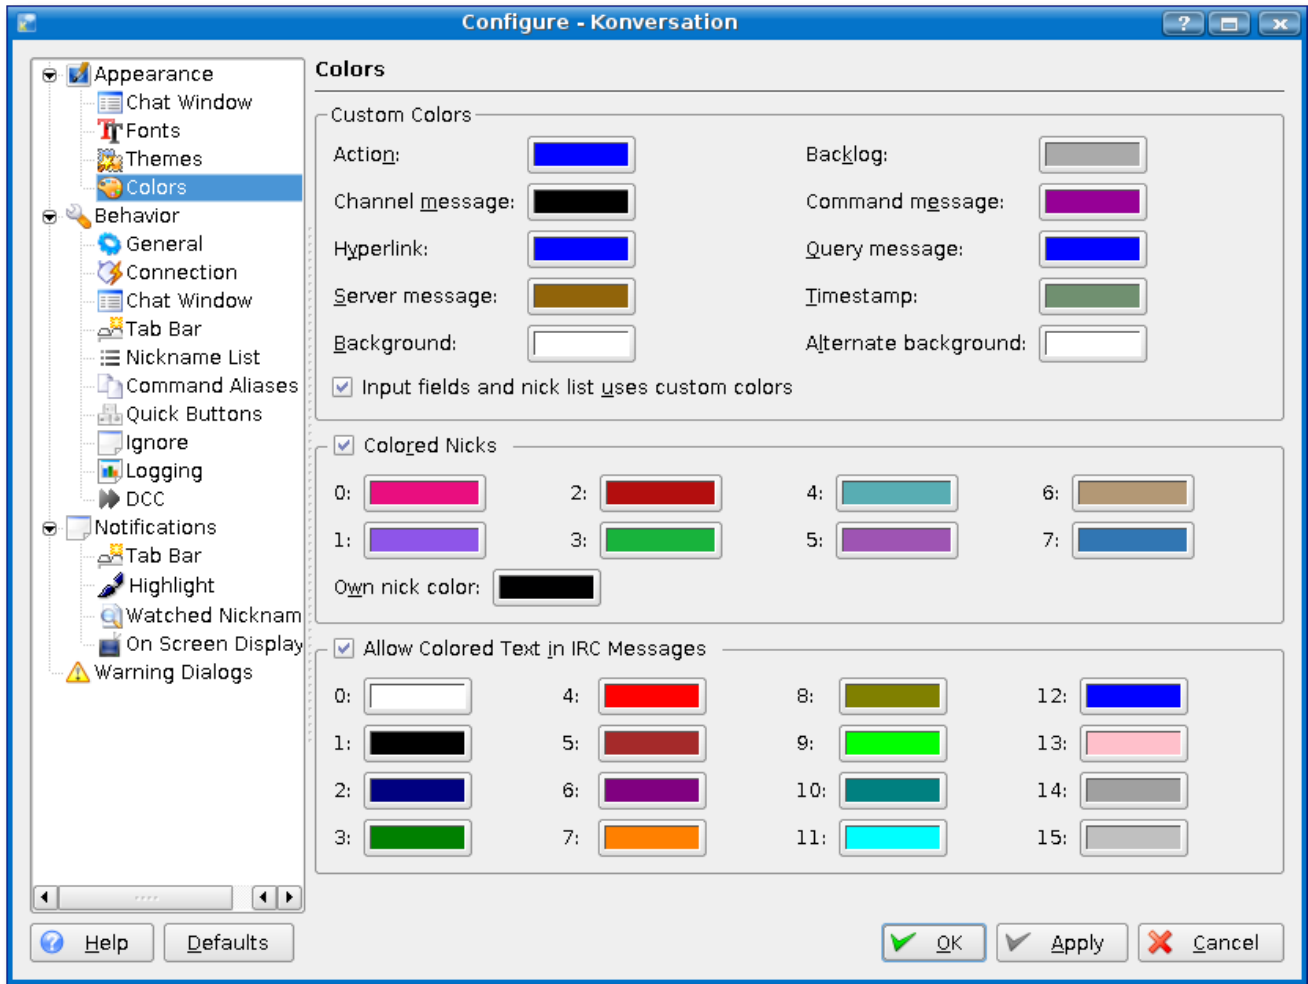 Configure - Konversation
?
Appearance
Chat Window
Fonts
Themes
Colors
Behavior
General
Connection
Chat Window
Tab Bar
Nickname List
Command Aliases
Quick Buttons
Ignore
Logging
DCC
Notifications
Tab Bar
Highlight
Watched Nicknam
On Screen Display
Warning Dialogs
Colors
Custom Colors
Action: Backlog:
Channel message: Command message:
Hyperlink: Query message:
Server message: Timestamp:
Background: Alternate background:
Input fields and nick list uses custom colors
Colored Nicks
0: 2: 4: 6:
1: 3: 5: 7:
Own nick color:
Allow Colored Text in IRC Messages
0: 4: 8: 12:
1: 5: 9: 13:
2: 6: 10: 14:
3: 7: 11: 15:
Help Defaults OK Apply Cancel